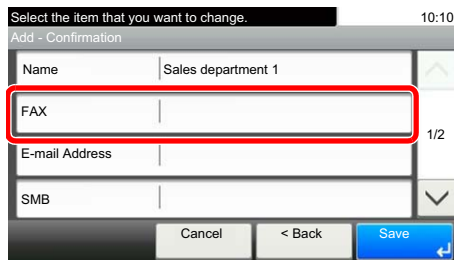 Select the item that you want to change. 10:10
Add - Confirmation
Name Sales department 1
FAX
1/2
E-mail Address
SMB
Cancel < Back Save